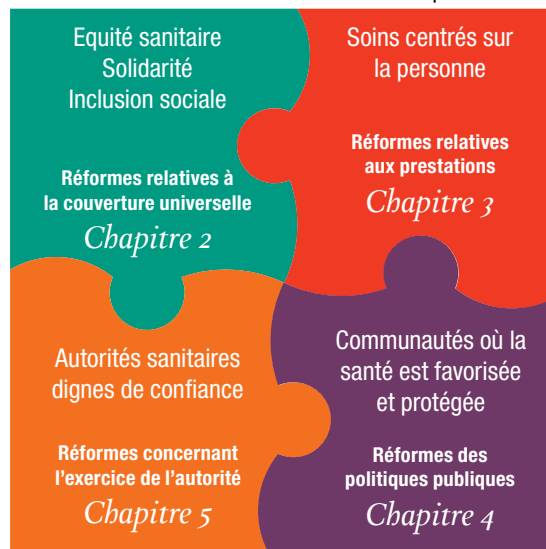 Equité sanitaire
Solidarité
Inclusion sociale
Réformes relatives à
la couverture universelle
Chapitre 2
Soins centrés sur
la personne
Réformes relatives
aux prestations
Chapitre 3
Autorités sanitaires
dignes de confiance
Réformes concernant
l'exercice de l'autorité
Chapitre 5
Communautés où la
santé est favorisée
et protégée
Réformes des
politiques publiques
Chapitre 4